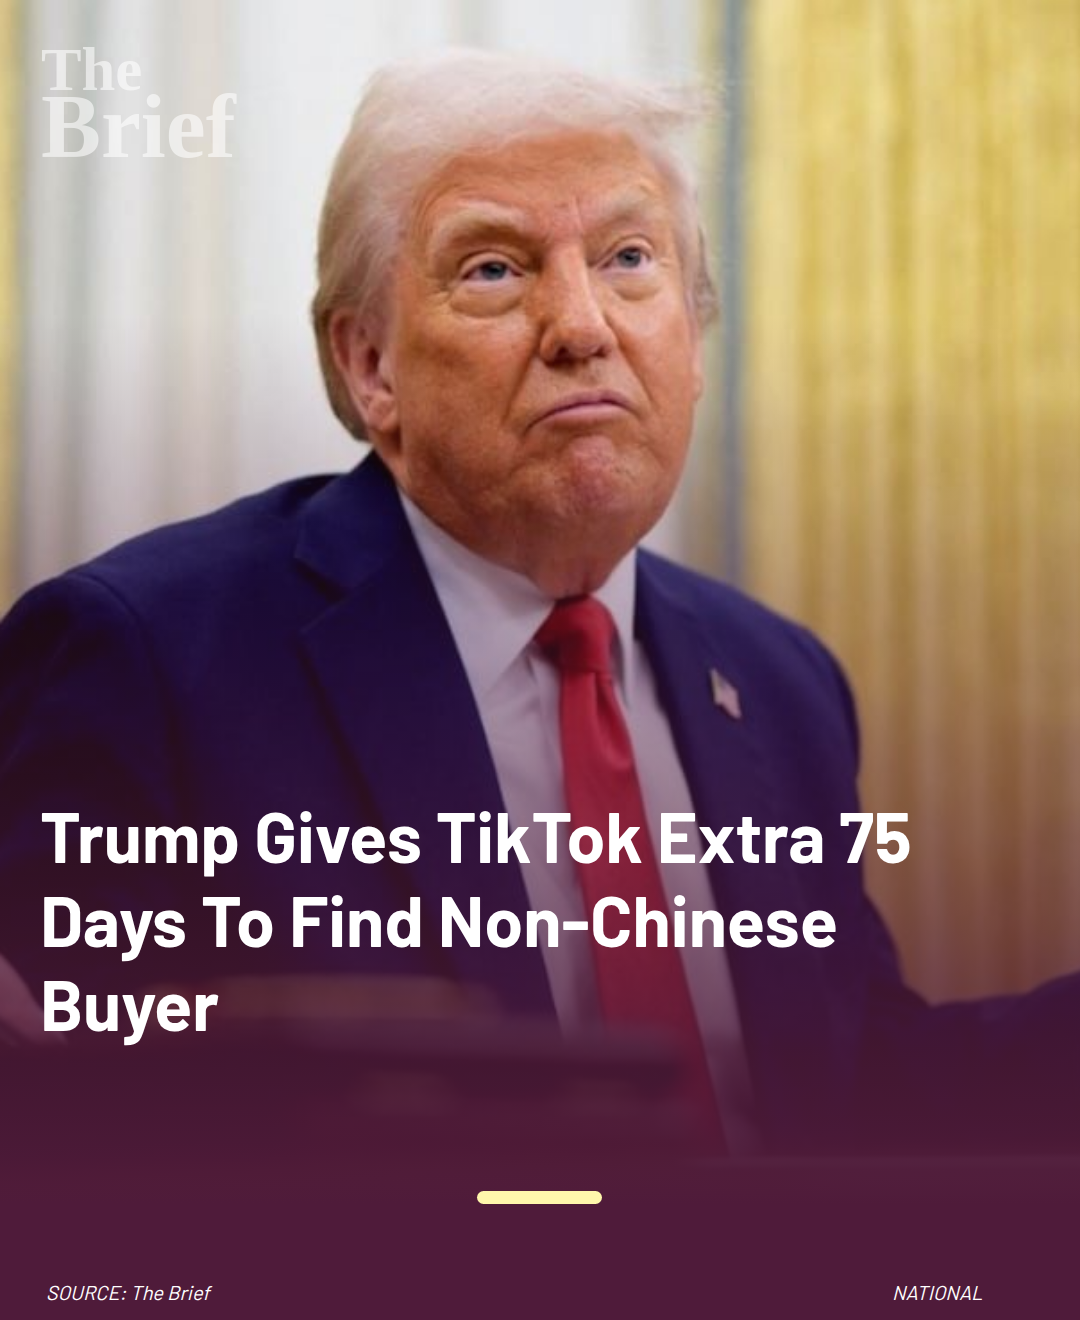 The
Brief
Trump Gives TikTok Extra 75
Days To Find Non-Chinese
Buyer
SOURCE: The Brief
NATIONAL